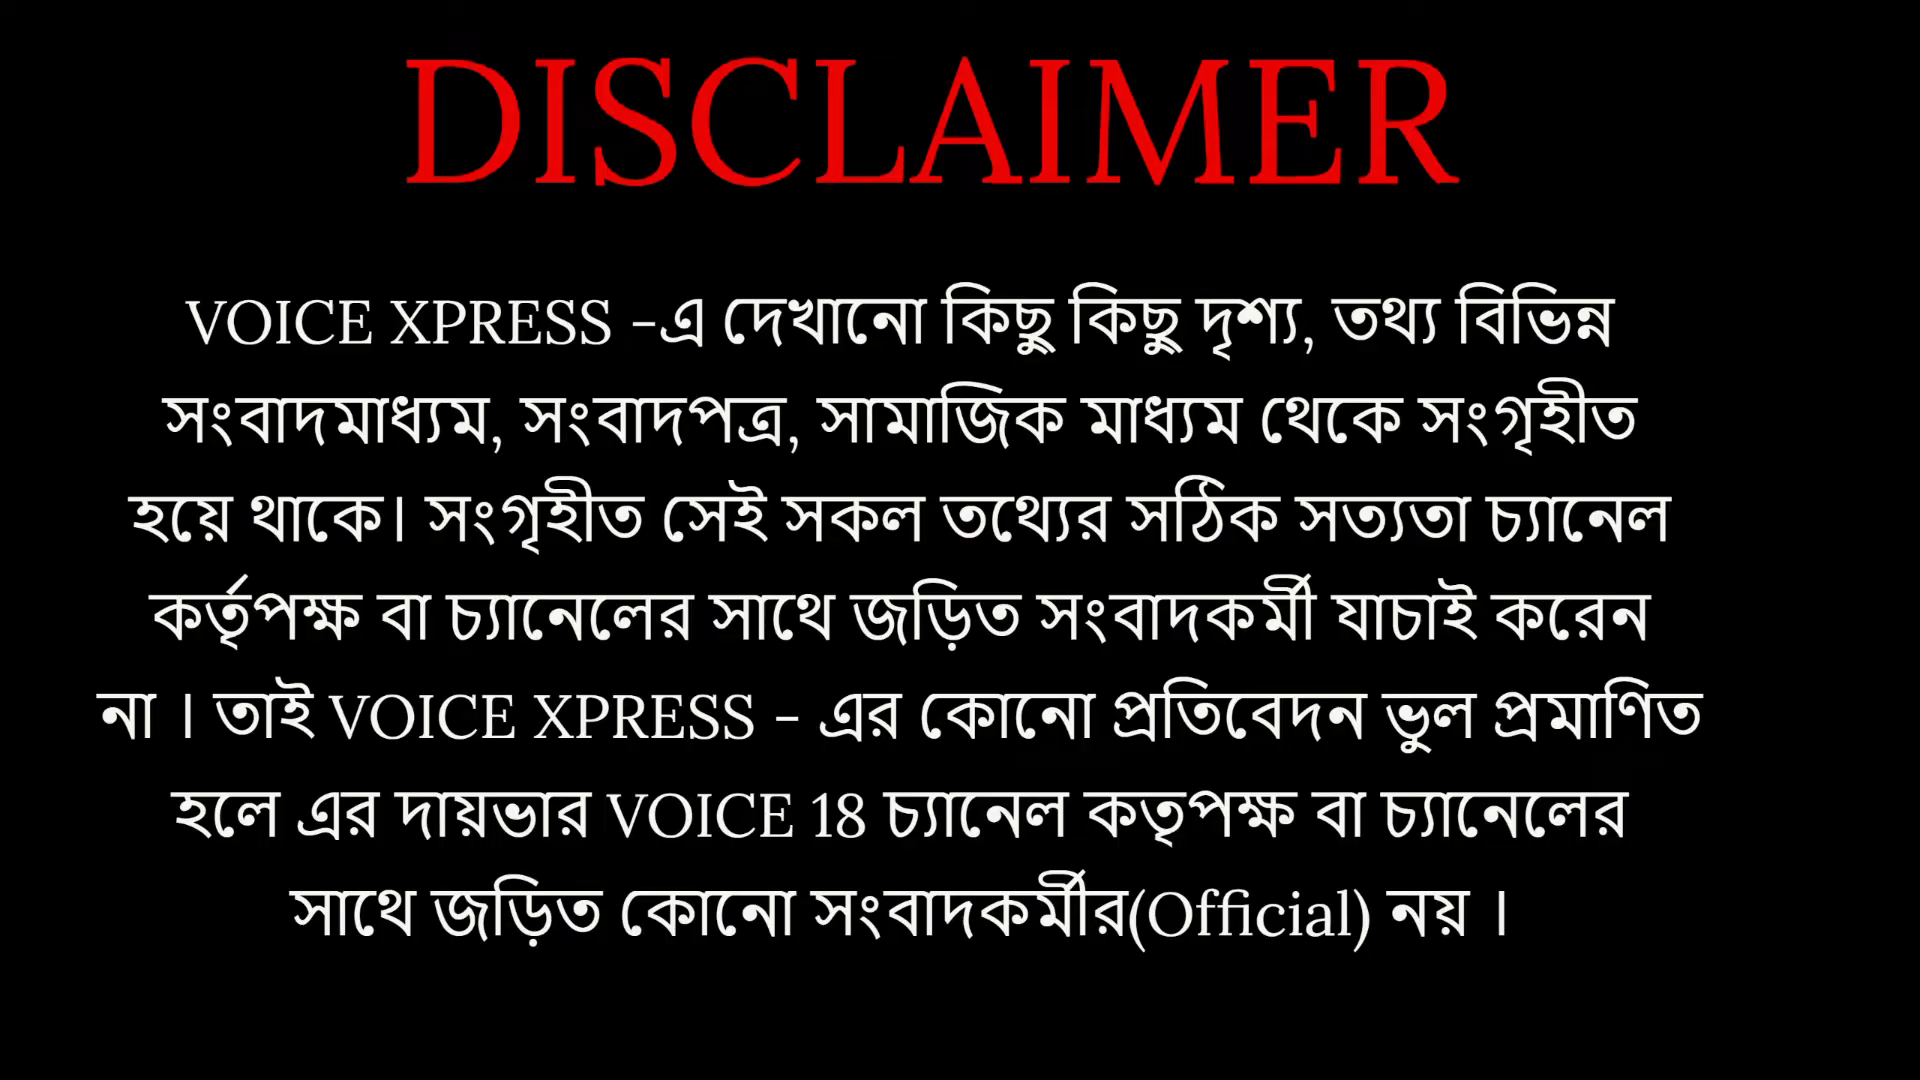 DISCLAIMER
VOICE XPRESS -এ দেখানো কিছু কিছু দৃশ্য, তথ্য বিভিন্ন
সংবাদমাধ্যম, সংবাদপত্র, সামাজিক মাধ্যম থেকে সংগৃহীত
হয়ে থাকে। সংগৃহীত সেই সকল তথ্যের সঠিক সত্যতা চ্যানেল
কর্তৃপক্ষ বা চ্যানেলের সাথে জড়িত সংবাদকর্মী যাচাই করেন
না । তাই VOICE XPRESS - এর কোনো প্রতিবেদন ভুল প্রমাণিত
হলে এর দায়ভার VOICE 18 চ্যানেল কতৃপক্ষ বা চ্যানেলের
সাথে জড়িত কোনো সংবাদকর্মীর(Official) নয় ।